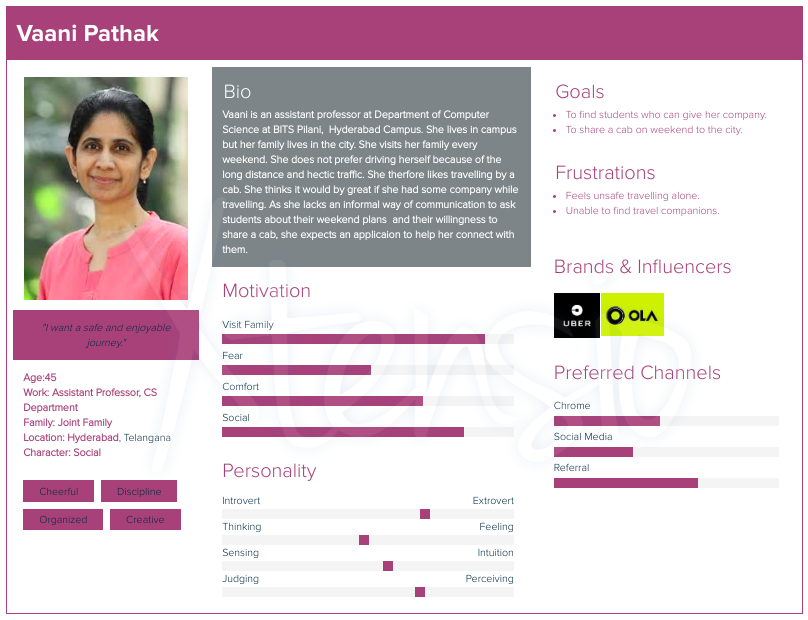 Vaani Pathak
"I want a safe and enjoyable
journey."
Age:45
Work: Assistant Professor, CS
Department
Family: Joint Family
Location: Hyderabad, Telangana
Character: Social
Cheerful Discipline
Organized Creative
Bio
Vaani is an assistant professor at Department of Computer
Science at BITS Pilani, Hyderabad Campus. She lives in campus
but her family lives in the city. She visits her family every
weekend. She does not prefer driving herself because of the
long distance and hectic traffic. She therfore likes travelling by a
cab. She thinks it would by great if she had some company while
travelling. As she lacks an informal way of communication to ask
students about their weekend plans and their willingness to
share a cab, she expects an applicaion to help her connect with
them.
Motivation
Visit Family
Fear
Comfort
Social
Personality
Introvert Extrovert
Thinking Feeling
Sensing Intuition
Judging Perceiving
Goals
• To find students who can give her company.
• To share a cab on weekend to the city.
Frustrations
• Feels unsafe travelling alone.
• Unable to find travel companions.
Brands & Influencers
UBER OLA
Preferred Channels
Chrome
Social Media
Referral
Xtensio